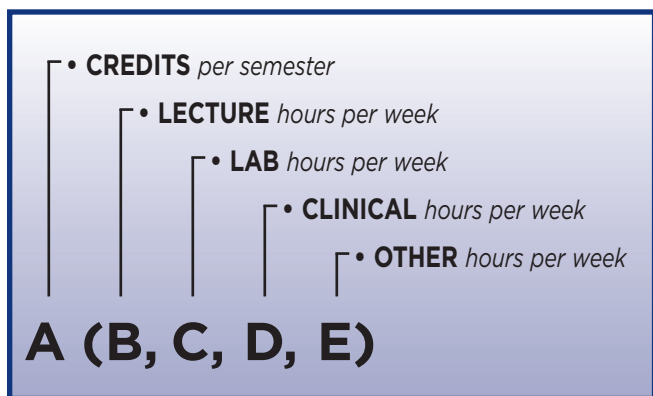 • CREDITS per semester
• LECTURE hours per week
• LAB hours per week
• CLINICAL hours per week
• OTHER hours per week
A (B, C, D, E)